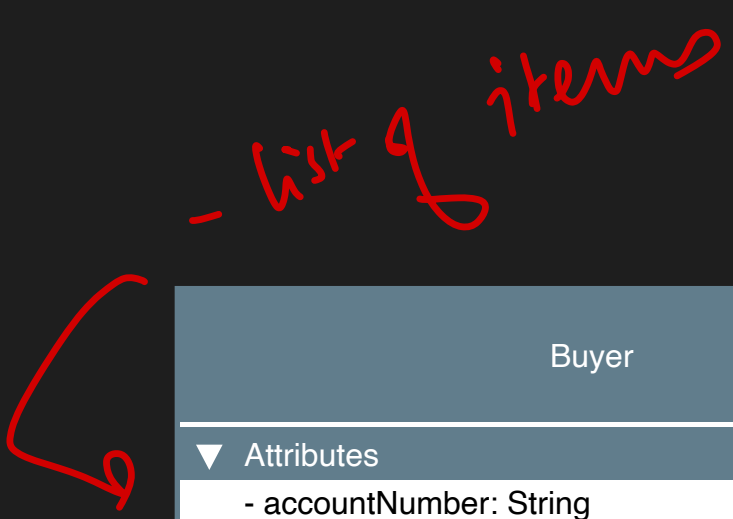 - list of items
Buyer
▼ Attributes
- accountNumber: String